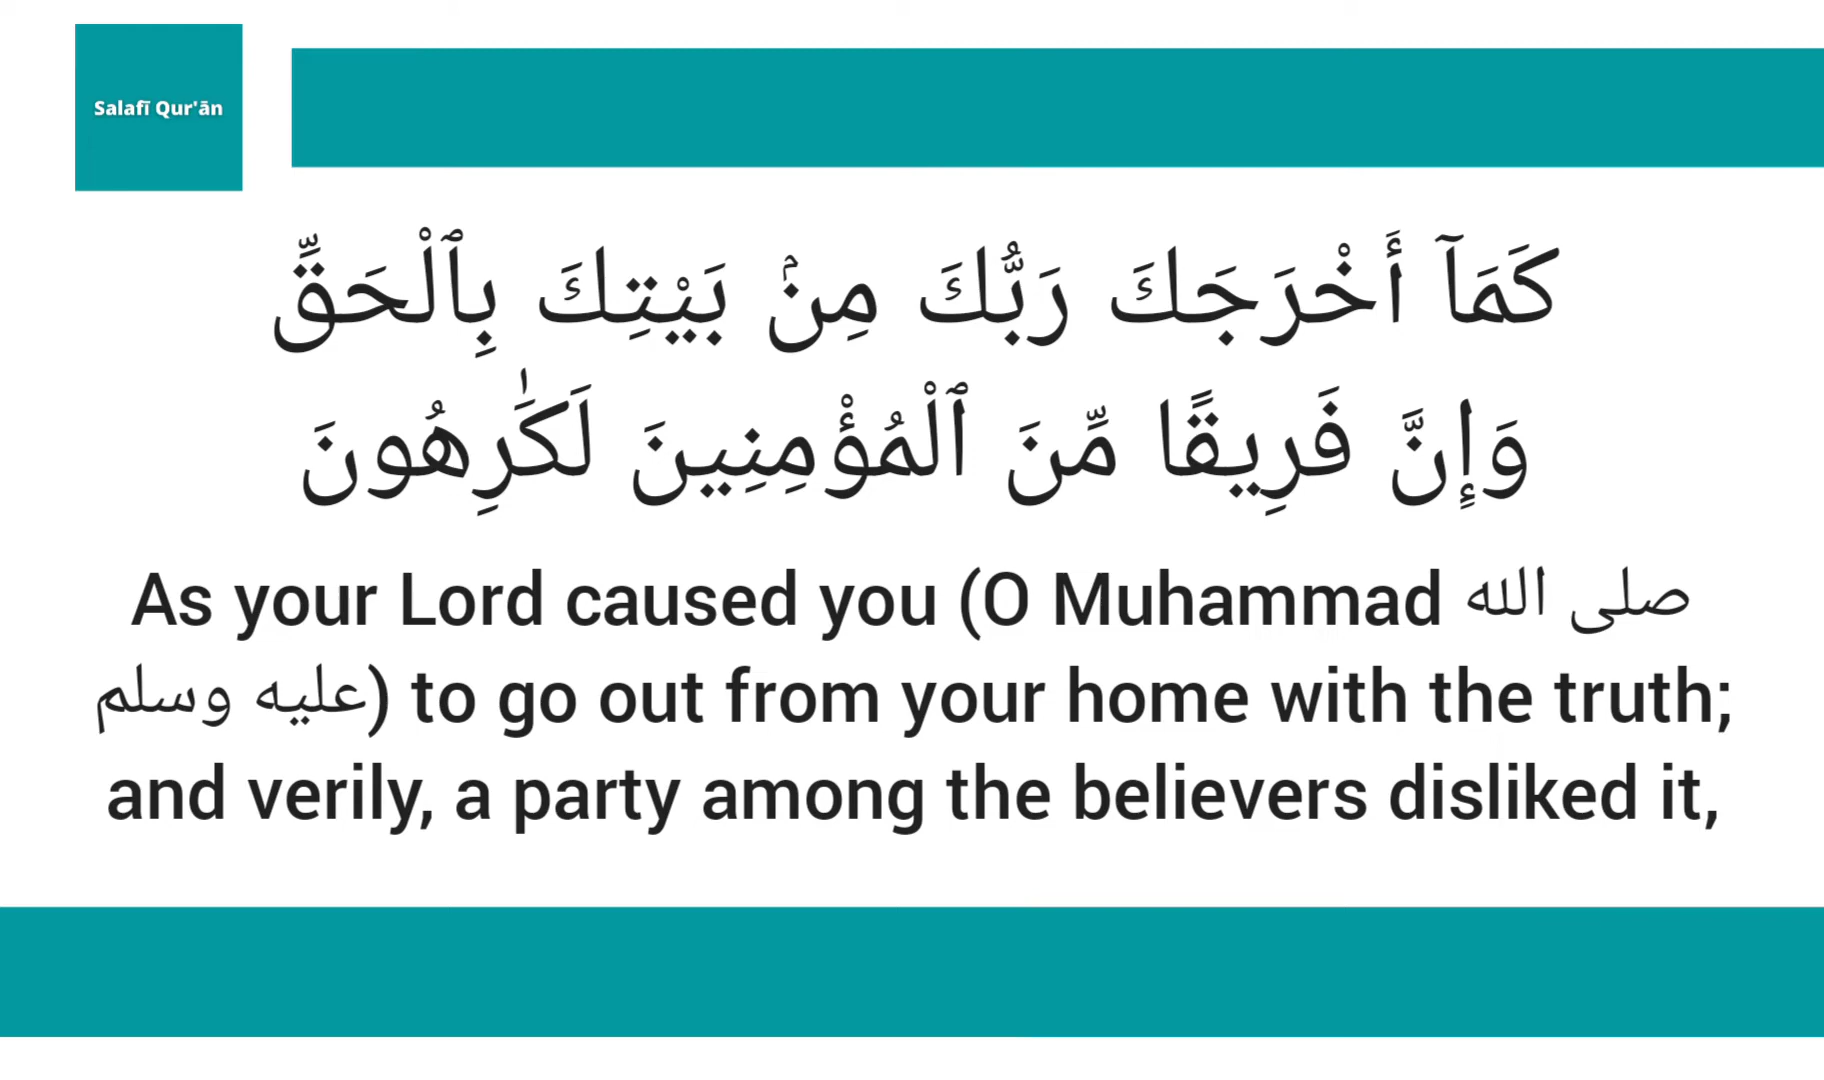 Salafī Qur'ān
كَمَآ أَخْرَجَكَ رَبُّكَ مِنۢ بَيْتِكَ بِٱلْحَقِّ
وَإِنَّ فَرِيقًا مِّنَ ٱلْمُؤْمِنِينَ لَكَٰرِهُونَ
As your Lord caused you (O Muhammad صلى الله
عليه وسلم) to go out from your home with the truth;
and verily, a party among the believers disliked it,